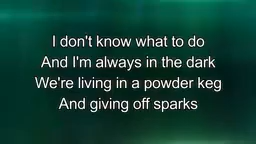 I don't know what to do
And I'm always in the dark
We're living in a powder keg
And giving off sparks